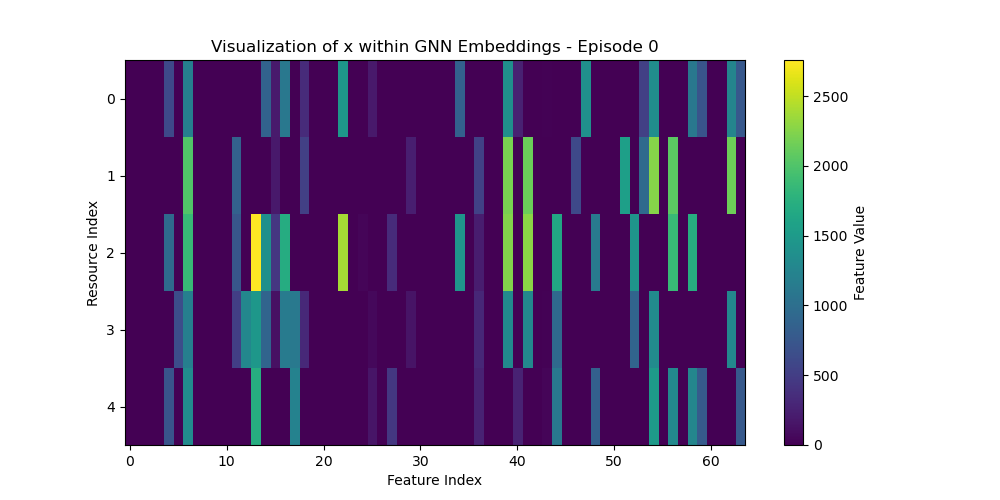 Visualization of x within GNN Embeddings - Episode 0
Resource Index
0
1
2
3
4
0 10 20 30 40 50 60
Feature Index
2500
2000
1500
1000
500
0
Feature Value